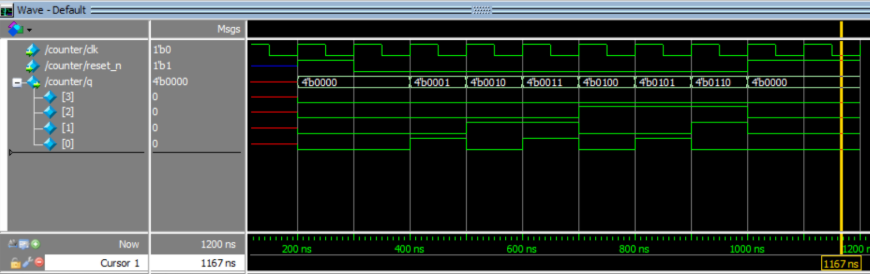 Wave - Default
Msgs
/counter/clk 1'b0
/counter/reset_n 1'b1
/counter/q 4'b0000 4'b0000 4'b0001 4'b0010 4'b0011 4'b0100 4'b0101 4'b0110 4'b0000
[3] 0
[2] 0
[1] 0
[0] 0
Now 1200 ns 200 ns 400 ns 600 ns 800 ns 1000 ns 1200 ns
Cursor 1 1167 ns 1167 ns